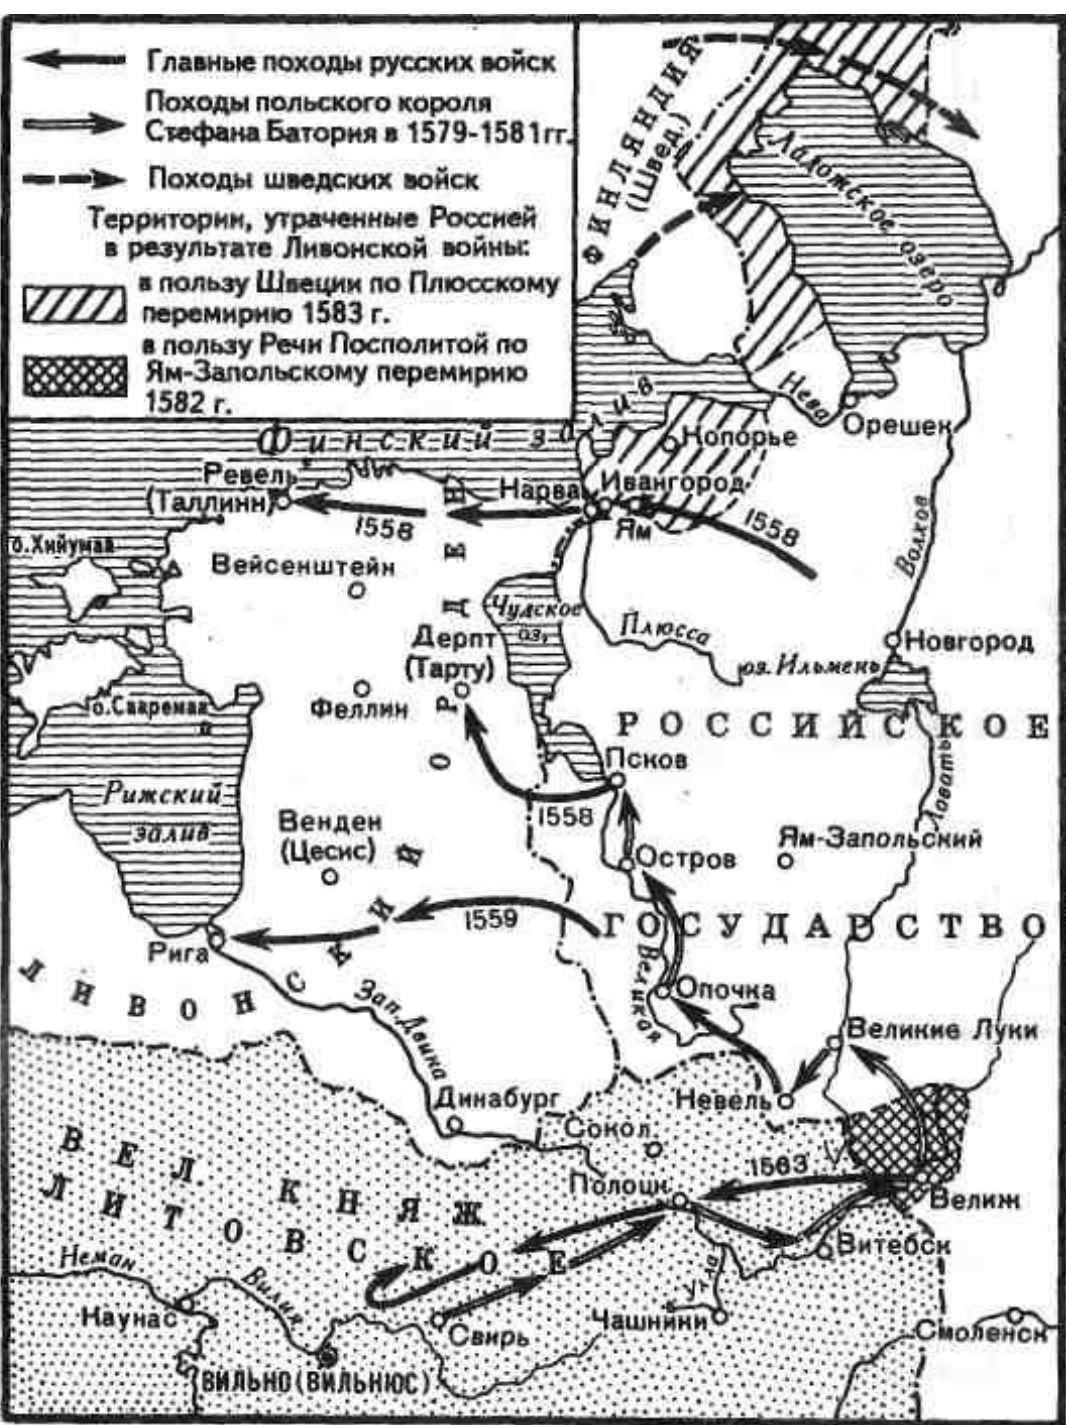 Главные походы русских войск
Походы польского короля
Стефана Батория в 1579-1581гг.
Походы шведских войск
Территории, утраченные Россией
в результате Ливонской войны:
в пользу Швеции по Плюсскому
перемирию 1583 г.
в пользу Речи Посполитой по
Ям-Запольскому перемирию
1582 г.
ФИНЛЯНДИЯ
(Швед.)
Ладожское озеро
Финский залив
Нева
Орешек
Копорье
Ревель
(Таллинн)
Нарва
Ивангород
Ям
1558
1558
Волхов
о.Хийумаа
Вейсенштейн
Чудское
оз.
Плюсса
Дерпт
(Тарту)
Новгород
оз. Ильмень
Феллин
о.Сааремаа
РОССИЙСКОЕ
Псков
Ловать
Рижский
залив
1558
Венден
(Цесис)
Остров
Ям-Запольский
1559
ГОСУДАРСТВО
Рига
Великая
ЛИВОНСКИЙ ОРДЕН
Зап. Двина
Опочка
Великие Луки
Динабург
Невель
Сокол
1563
Полоцк
Велиж
ВЕЛ. КНЯЖ.
ЛИТОВСКОЕ
Витебск
Неман
Вилия
Улла
Каунас
Свирь
Чашники
Смоленск
ВИЛЬНО (ВИЛЬНЮС)